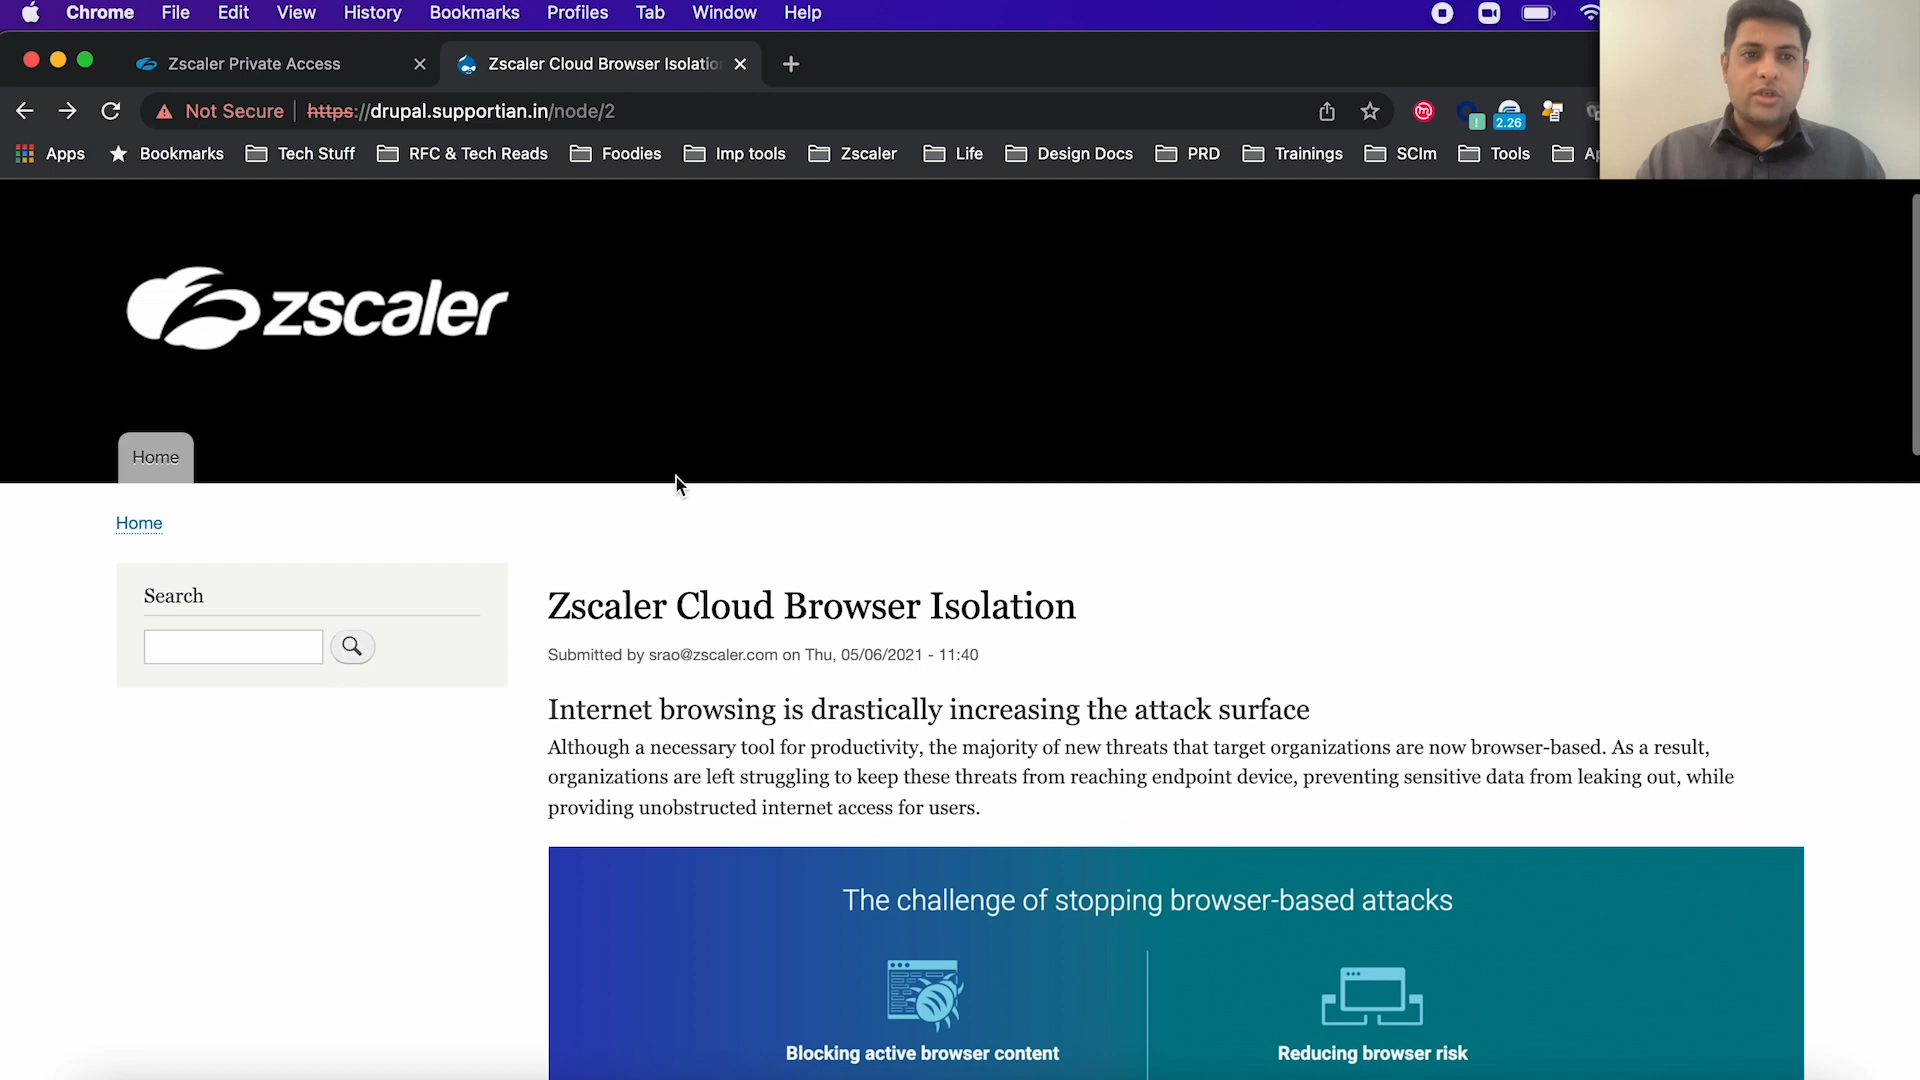 Chrome File Edit View History Bookmarks Profiles Tab Window Help
Zscaler Private Access
Zscaler Cloud Browser Isolatio
Not Secure https://drupal.supportian.in/node/2
2.26
Apps Bookmarks Tech Stuff RFC & Tech Reads Foodies Imp tools Zscaler Life Design Docs PRD Trainings SCIm Tools
zscaler
Home
Home
Search
Zscaler Cloud Browser Isolation
Submitted by srao@zscaler.com on Thu, 05/06/2021 - 11:40
Internet browsing is drastically increasing the attack surface
Although a necessary tool for productivity, the majority of new threats that target organizations are now browser-based. As a result,
organizations are left struggling to keep these threats from reaching endpoint device, preventing sensitive data from leaking out, while
providing unobstructed internet access for users.
The challenge of stopping browser-based attacks
Blocking active browser content
Reducing browser risk